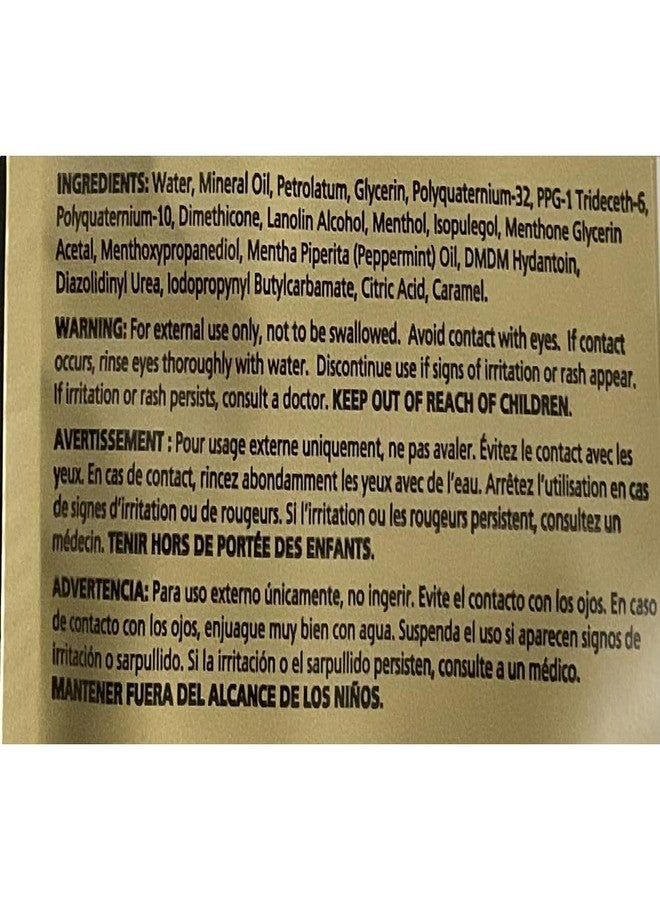 INGREDIENTS: Water, Mineral Oil, Petrolatum, Glycerin, Polyquaternium-32, PPG-1 Trideceth-6,
Polyquaternium-10, Dimethicone, Lanolin Alcohol, Menthol, Isopulegol, Menthone Glycerin
Acetal, Menthoxypropanediol, Mentha Piperita (Peppermint) Oil, DMDM Hydantoin,
Diazolidinyl Urea, Iodopropynyl Butylcarbamate, Citric Acid, Caramel.
WARNING: For external use only, not to be swallowed. Avoid contact with eyes. If contact
occurs, rinse eyes thoroughly with water. Discontinue use if signs of irritation or rash appear.
If irritation or rash persists, consult a doctor. KEEP OUT OF REACH OF CHILDREN.
AVERTISSEMENT : Pour usage externe uniquement, ne pas avaler. Évitez le contact avec les
yeux. En cas de contact, rincez abondamment les yeux avec de l'eau. Arrêtez l'utilisation en cas
de signes d'irritation ou de rougeurs. Si l'irritation ou les rougeurs persistent, consultez un
médecin. TENIR HORS DE PORTÉE DES ENFANTS.
ADVERTENCIA: Para uso externo únicamente, no ingerir. Evite el contacto con los ojos. En caso
de contacto con los ojos, enjuague muy bien con agua. Suspenda el uso si aparecen signos de
irritación o sarpullido. Si la irritación o el sarpullido persisten, consulte a un médico.
MANTENER FUERA DEL ALCANCE DE LOS NIÑOS.